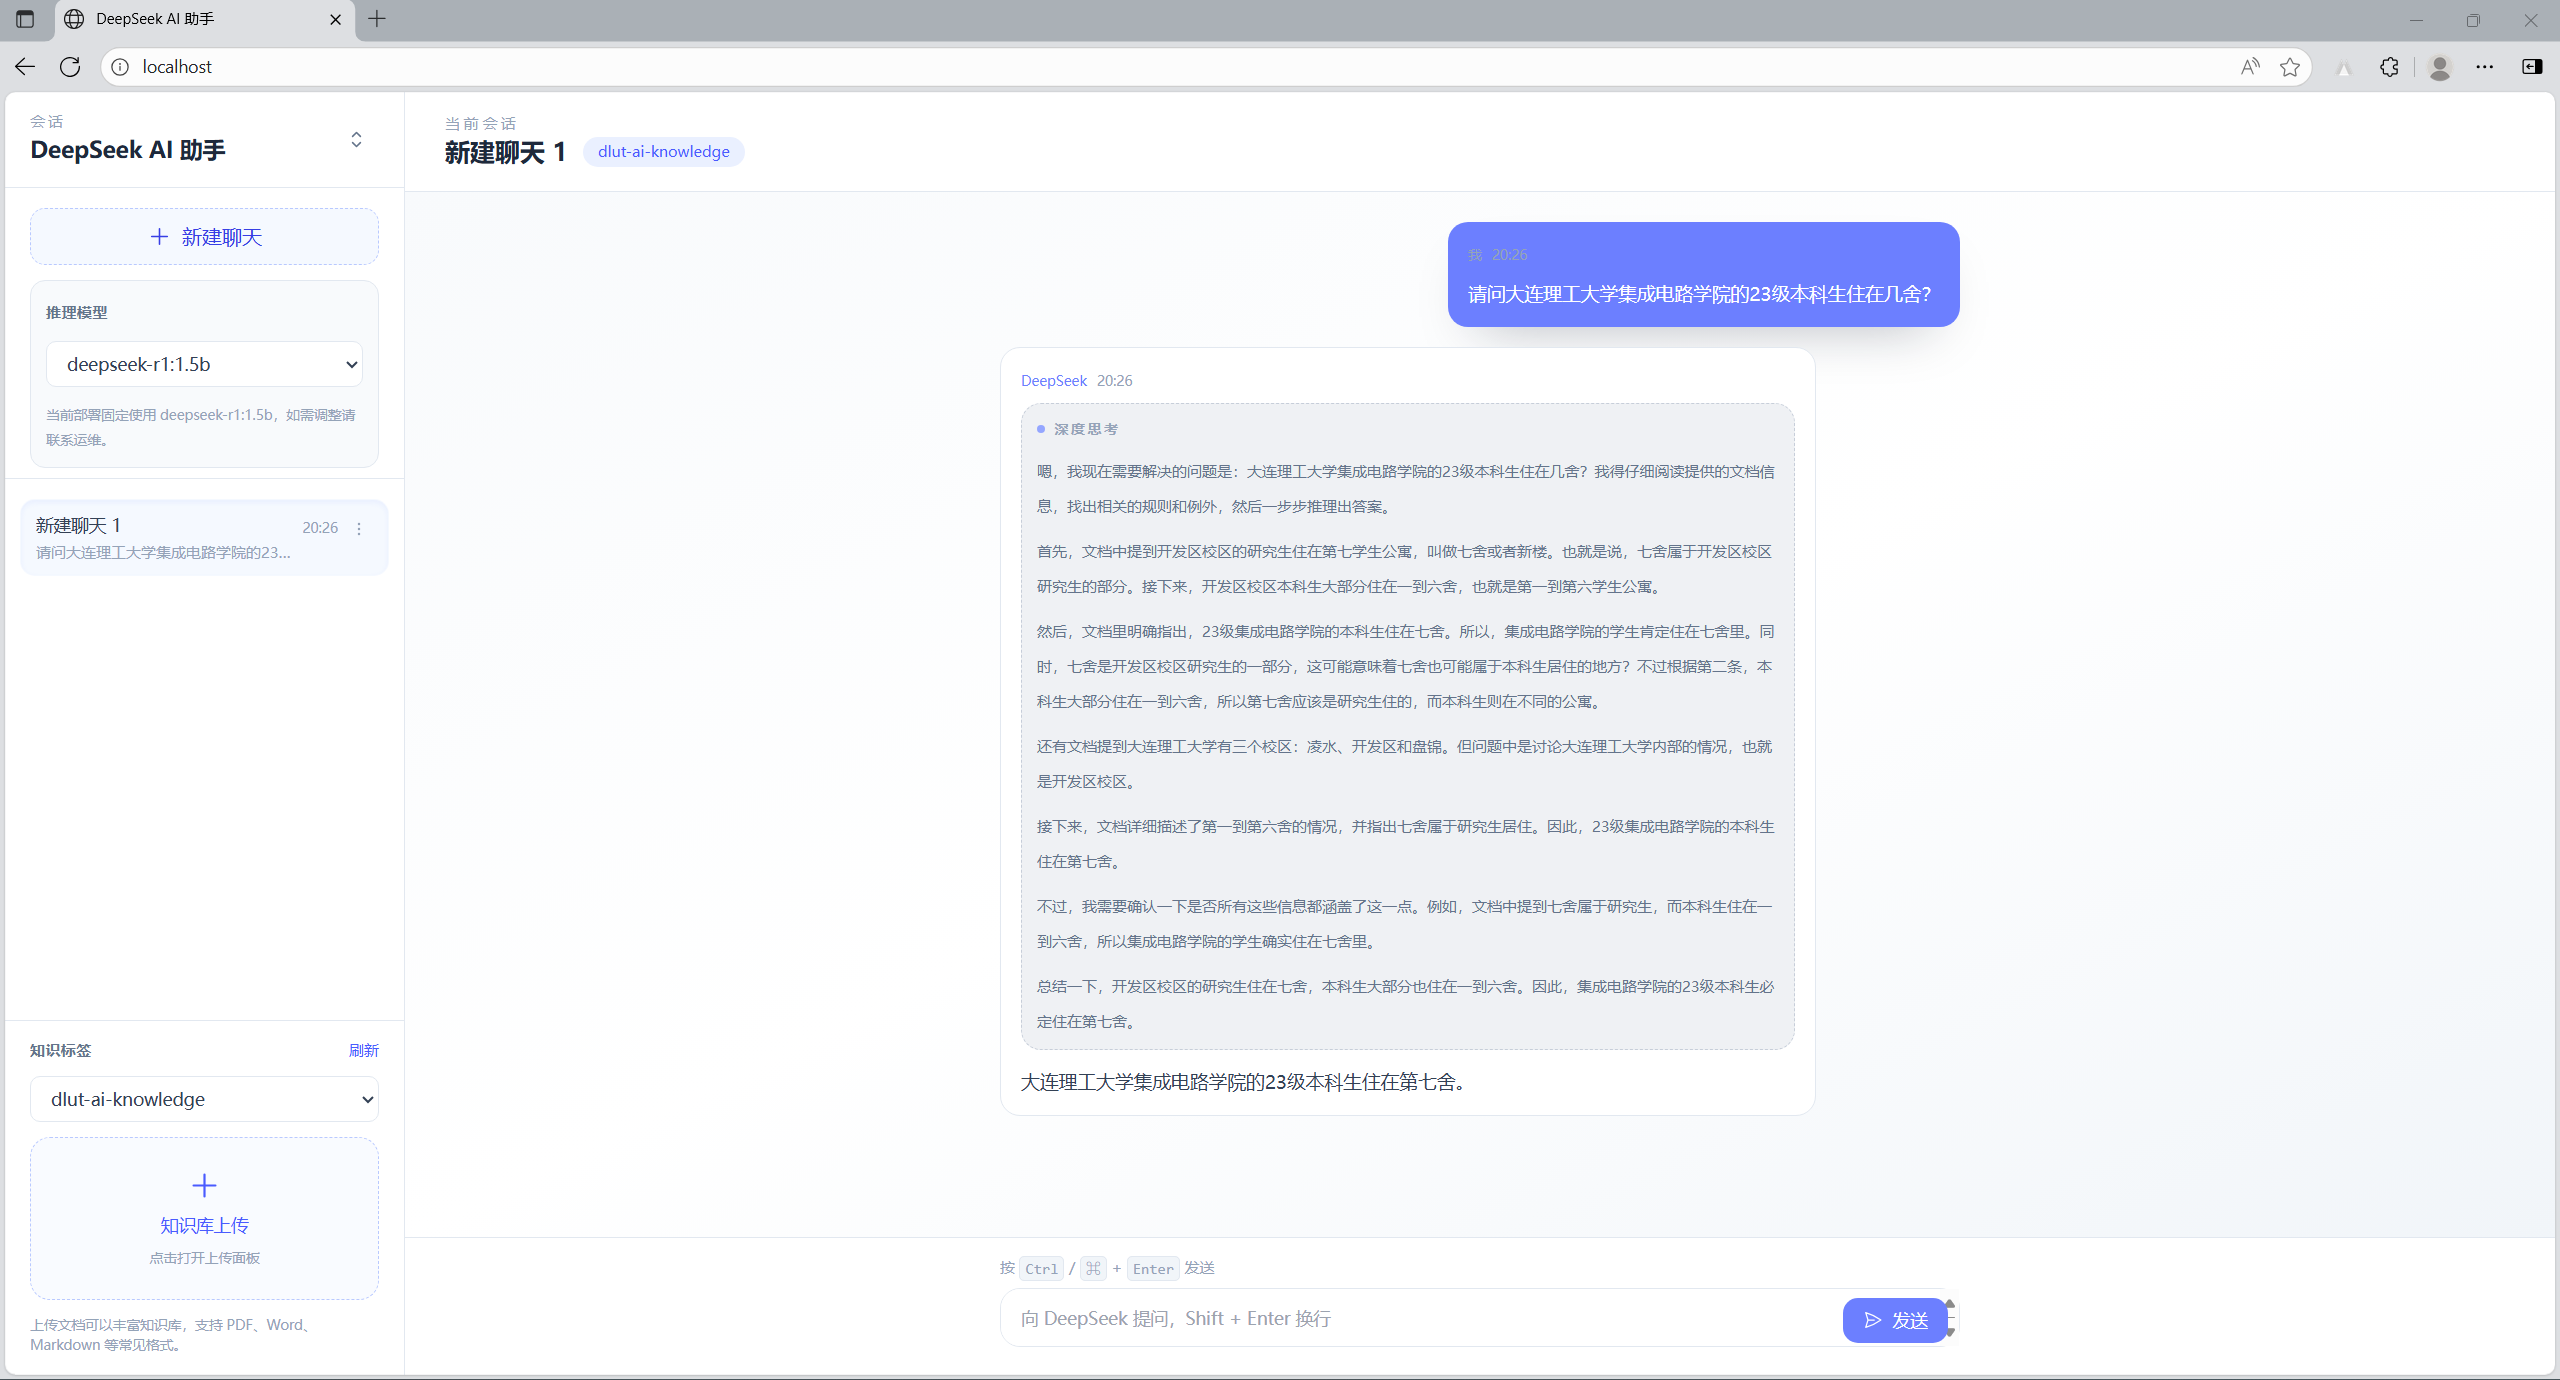 DeepSeek AI 助手
localhost
会话
DeepSeek AI 助手
新建聊天
推理模型
deepseek-r1:1.5b
当前部署固定使用 deepseek-r1:1.5b，如需调整请
联系运维。
新建聊天 1
20:26
请问大连理工大学集成电路学院的23...
知识标签
刷新
dlut-ai-knowledge
知识库上传
点击打开上传面板
上传文档可以丰富知识库，支持 PDF、Word、
Markdown 等常见格式。
当前会话
新建聊天 1
dlut-ai-knowledge
我 20:26
请问大连理工大学集成电路学院的23级本科生住在几舍？
DeepSeek 20:26
深度思考
嗯，我现在需要解决的问题是：大连理工大学集成电路学院的23级本科生住在几舍？我得仔细阅读提供的文档信
息，找出相关的规则和例外，然后一步步推理出答案。
首先，文档中提到开发区校区的研究生住在第七学生公寓，叫做七舍或者新楼。也就是说，七舍属于开发区校区
研究生的部分。接下来，开发区校区本科生大部分住在一到六舍，也就是第一到第六学生公寓。
然后，文档里明确指出，23级集成电路学院的本科生住在七舍。所以，集成电路学院的学生肯定住在七舍里。同
时，七舍是开发区校区研究生的一部分，这可能意味着七舍也可能属于本科生居住的地方？不过根据第二条，本
科生大部分住在一到六舍，所以第七舍应该是研究生住的，而本科生则在不同的公寓。
还有文档提到大连理工大学有三个校区：凌水、开发区和盘锦。但问题中是讨论大连理工大学内部的情况，也就
是开发区校区。
接下来，文档详细描述了第一到第六舍的情况，并指出七舍属于研究生居住。因此，23级集成电路学院的本科生
住在第七舍。
不过，我需要确认一下是否所有这些信息都涵盖了这一点。例如，文档中提到七舍属于研究生，而本科生住在一
到六舍，所以集成电路学院的学生确实住在七舍里。
总结一下，开发区校区的研究生住在七舍，本科生大部分也住在一到六舍。因此，集成电路学院的23级本科生必
定住在第七舍。
大连理工大学集成电路学院的23级本科生住在第七舍。
按 Ctrl / ⌘ + Enter 发送
向 DeepSeek 提问，Shift + Enter 换行
发送